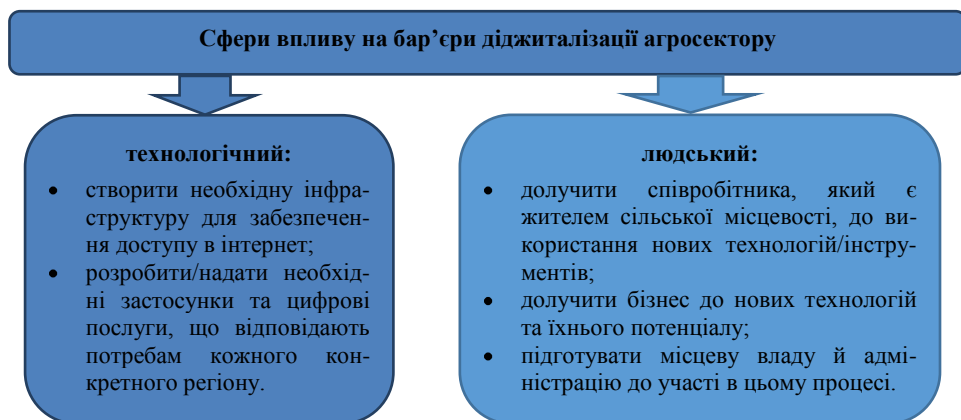 Сфери впливу на бар’єри діджиталізації агросектору
технологічний:
• створити необхідну інфра-
структуру для забезпечен-
ня доступу в інтернет;
• розробити/надати необхід-
ні застосунки та цифрові
послуги, що відповідають
потребам кожного кон-
кретного регіону.
людський:
• долучити співробітника, який є
жителем сільської місцевості, до ви-
користання нових технологій/інстру-
ментів;
• долучити бізнес до нових технологій
та їхнього потенціалу;
• підготувати місцеву владу й адмі-
ністрацію до участі в цьому процесі.